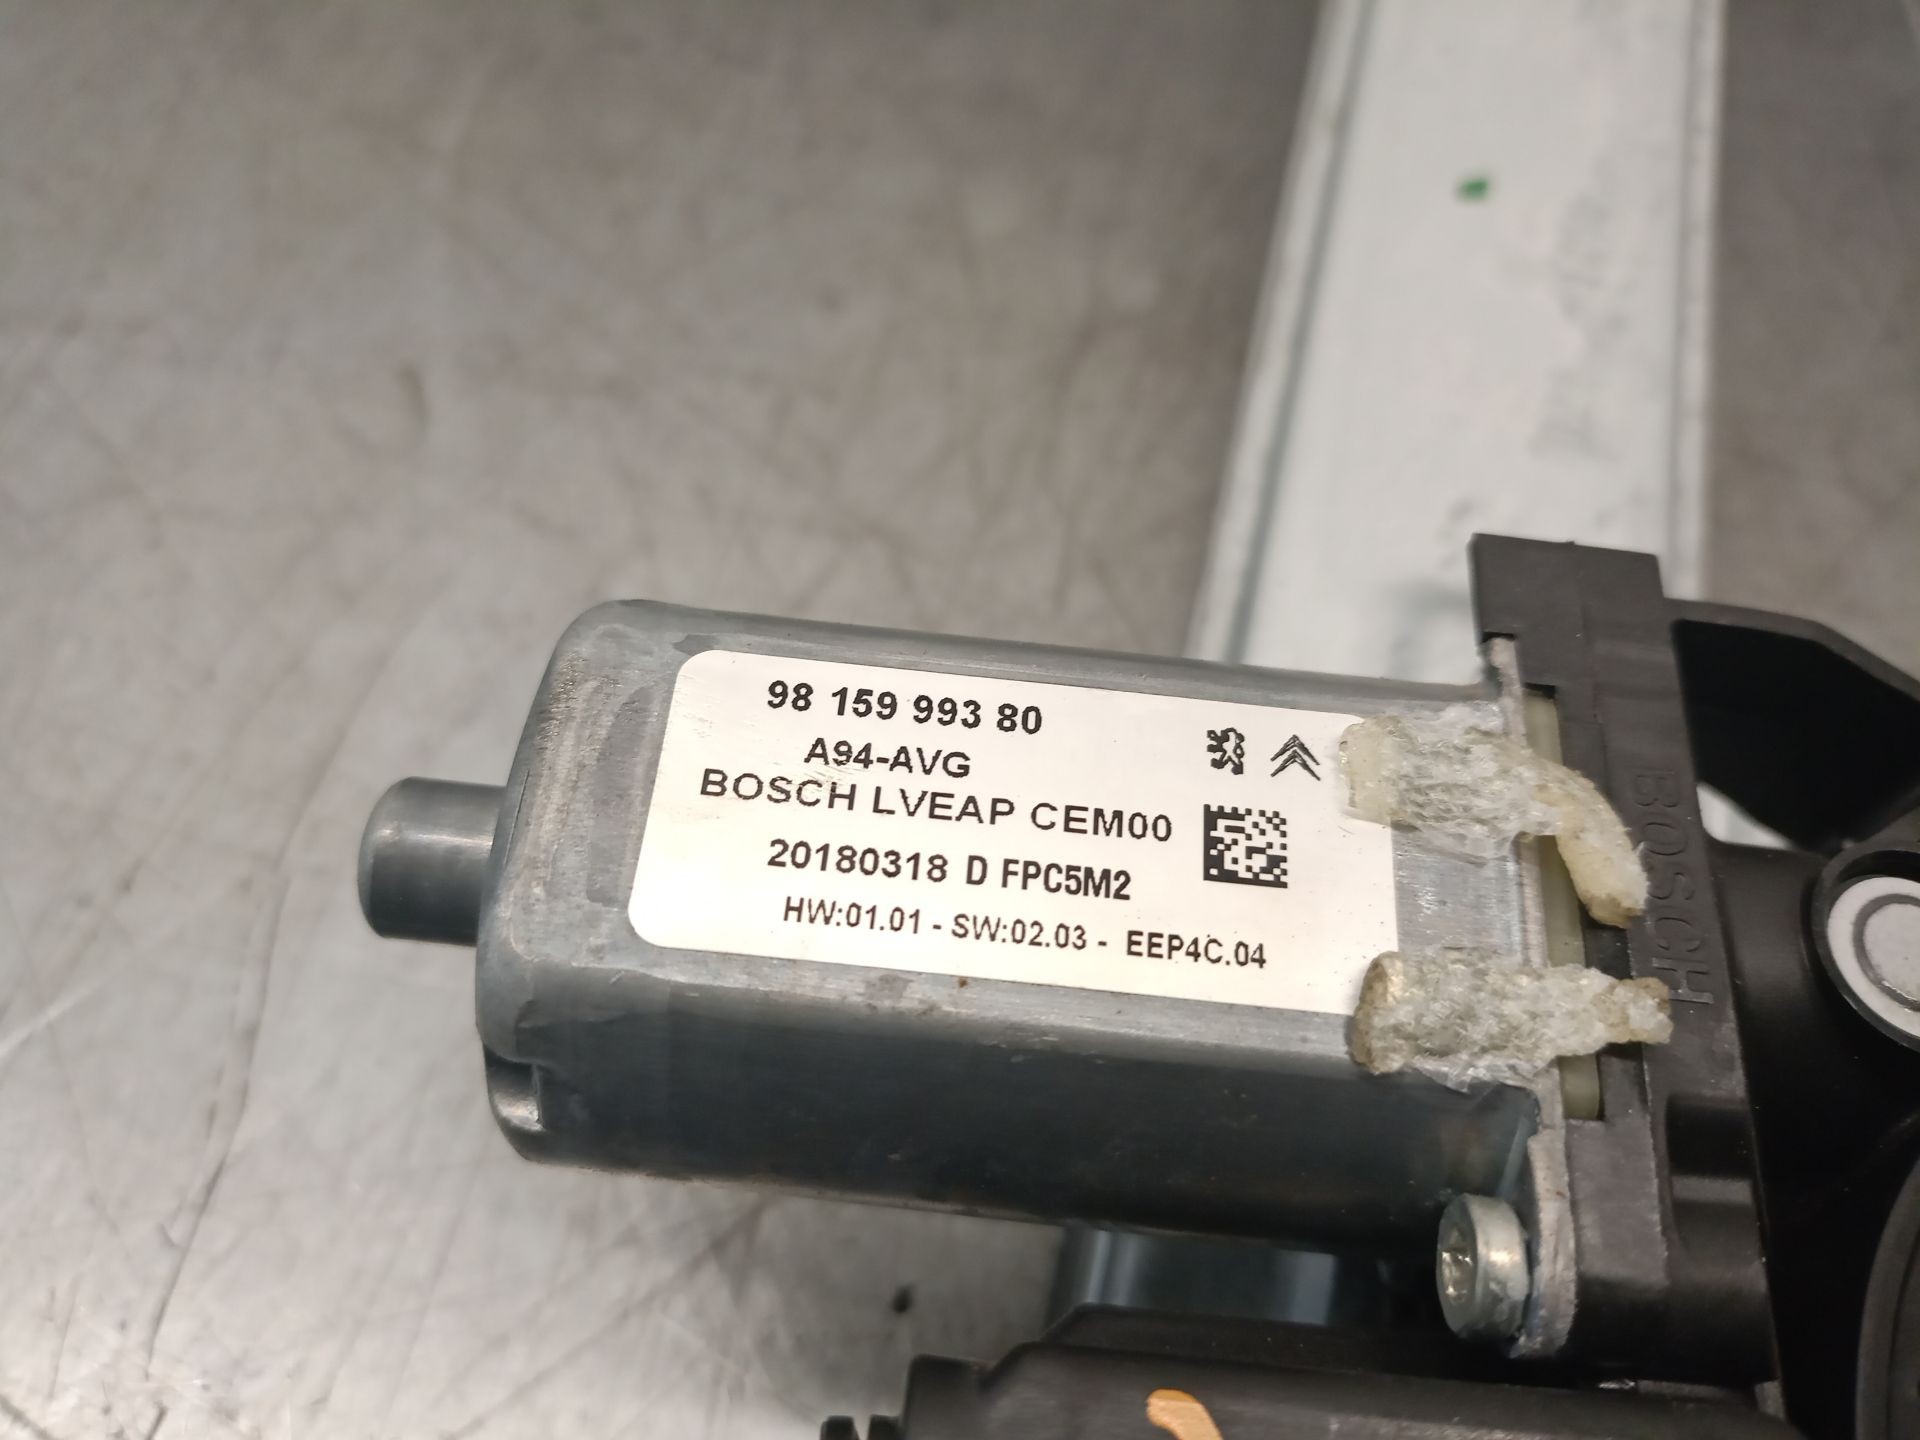 98 159 993 80
A94-AVG
BOSCH LVEAP CEM00
20180318 D FPC5M2
HW:01.01 - SW:02.03 - EEP4C.04
BOSCH